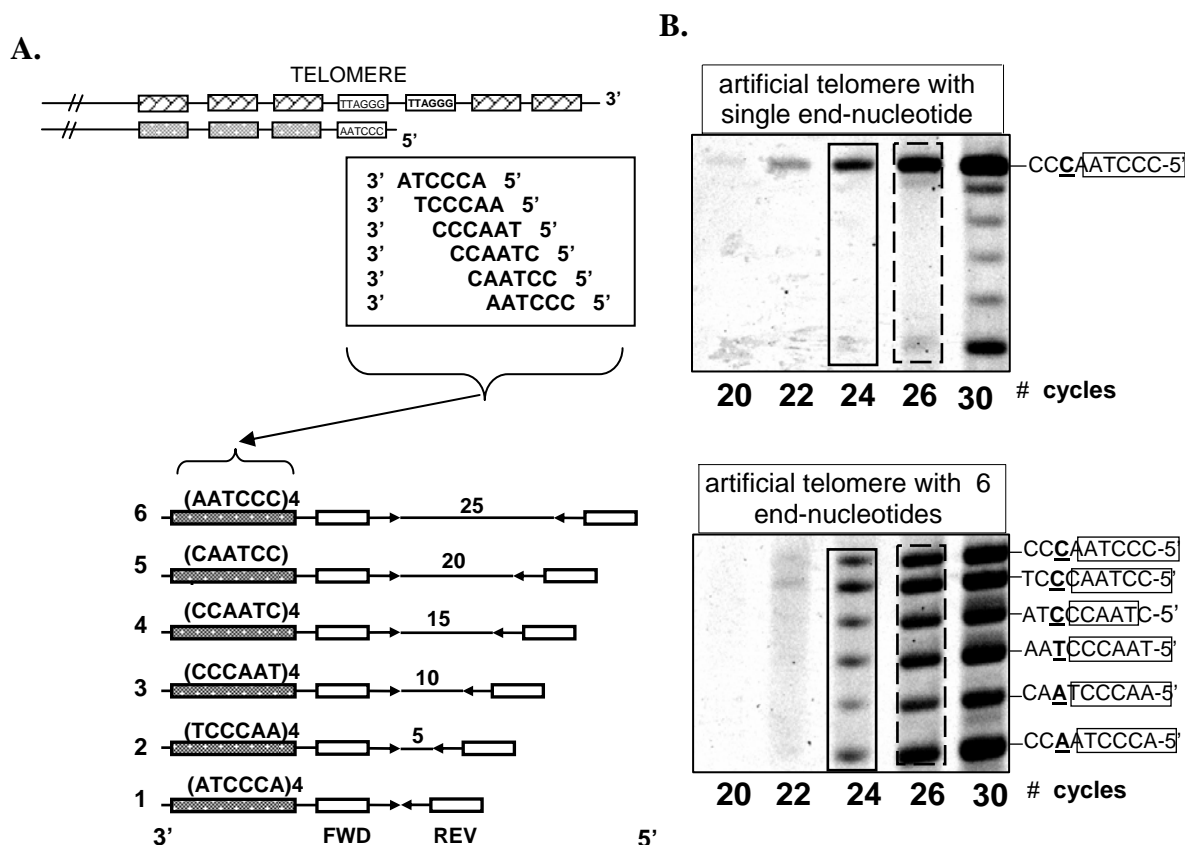 A.
TELOMERE
TTAGGG TTAGGG 3’
AATCCC 5’
3’ ATCCCA 5’
3’ TCCCAA 5’
3’ CCCAAT 5’
3’ CCAATC 5’
3’ CAATCC 5’
3’ AATCCC 5’
(AATCCC)4
6 25
(CAATCC)
5 20
(CCAATC)4
4 15
(CCCAAT)4
3 10
(TCCCAA)4
2 5
(ATCCCA)4
1
3’ FWD REV 5’
B.
artificial telomere with
single end-nucleotide
CCCAATCCC-5’
20 22 24 26 30 # cycles
artificial telomere with 6
end-nucleotides
CCCAATCCC-5’
TCCCAATCC-5’
ATCCCAATC-5’
AATCCCAAT-5’
CAATCCCAA-5’
CCAATCCCA-5’
20 22 24 26 30 # cycles